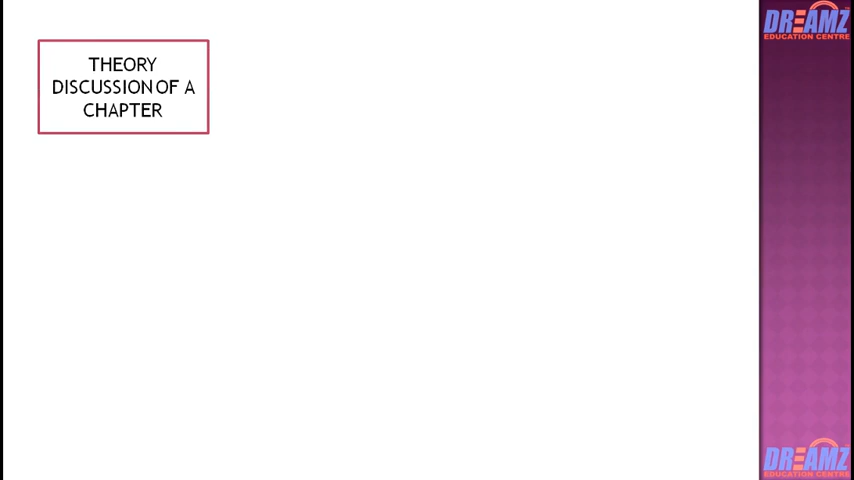 THEORY
DISCUSSION OF A
CHAPTER
DREAMZ
EDUCATION CENTRE
DREAMZ
EDUCATION CENTRE